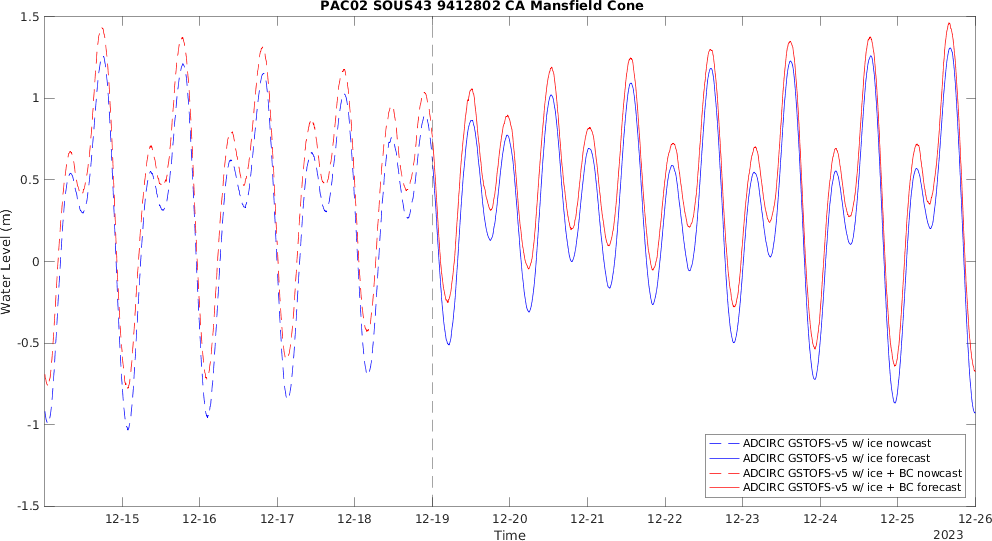 PAC02 SOUS43 9412802 CA Mansfield Cone
1.5
1
0.5
0
-0.5
-1
-1.5
Water Level (m)
12-15 12-16 12-17 12-18 12-19 12-20 12-21 12-22 12-23 12-24 12-25 12-26
Time
2023
ADCIRC GSTOFS-v5 w/ ice nowcast
ADCIRC GSTOFS-v5 w/ ice forecast
ADCIRC GSTOFS-v5 w/ ice + BC nowcast
ADCIRC GSTOFS-v5 w/ ice + BC forecast